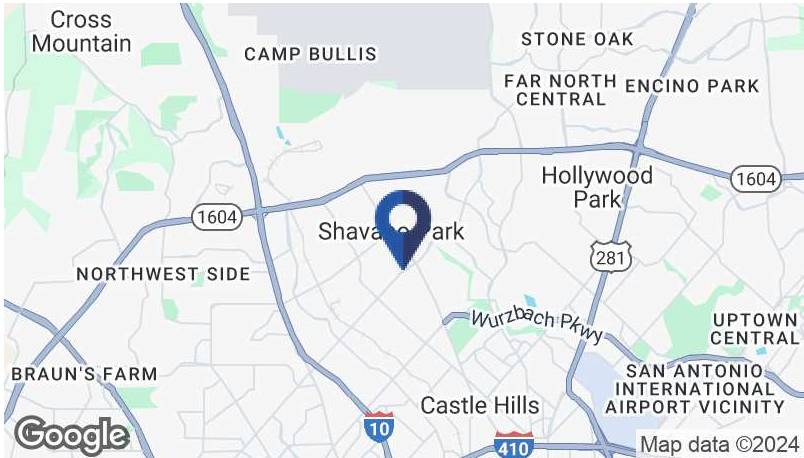 Cross
Mountain
CAMP BULLIS
STONE OAK
FAR NORTH
CENTRAL
ENCINO PARK
1604
Hollywood
Park
1604
Shavano Park
281
NORTHWEST SIDE
Wurzbach Pkwy
UPTOWN
CENTRAL
BRAUN'S FARM
SAN ANTONIO
INTERNATIONAL
AIRPORT VICINITY
Castle Hills
10
410
Google
Map data ©2024